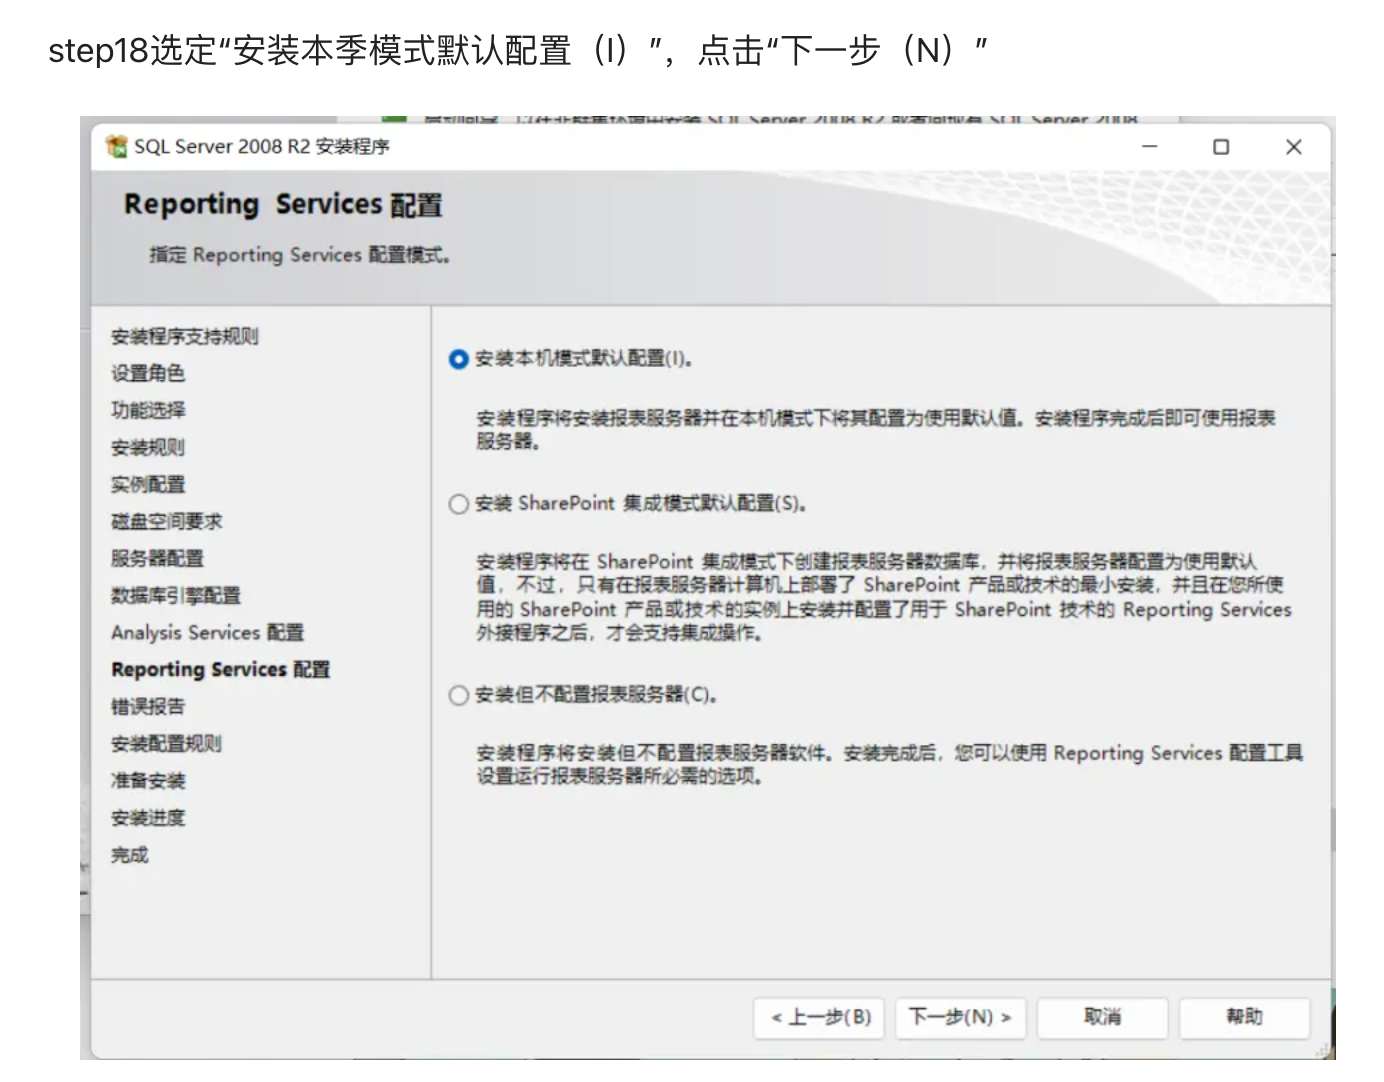 step18选定“安装本季模式默认配置（I）”，点击“下一步（N）”
SQL Server 2008 R2 安装程序
Reporting Services 配置
指定 Reporting Services 配置模式。
安装程序支持规则
设置角色
功能选择
安装规则
实例配置
磁盘空间要求
服务器配置
数据库引擎配置
Analysis Services 配置
Reporting Services 配置
错误报告
安装配置规则
准备安装
安装进度
完成
安装本机模式默认配置(I)。
安装程序将安装报表服务器并在本机模式下将其配置为使用默认值。安装程序完成后即可使用报表
服务器。
安装 SharePoint 集成模式默认配置(S)。
安装程序将在 SharePoint 集成模式下创建报表服务器数据库，并将报表服务器配置为使用默认
值，不过，只有在报表服务器计算机上部署了 SharePoint 产品或技术的最小安装，并且在您所使
用的 SharePoint 产品或技术的实例上安装并配置了用于 SharePoint 技术的 Reporting Services
外接程序之后，才会支持集成操作。
安装但不配置报表服务器(C)。
安装程序将安装但不配置报表服务器软件。安装完成后，您可以使用 Reporting Services 配置工具
设置运行报表服务器所必需的选项。
< 上一步(B)
下一步(N) >
取消
帮助